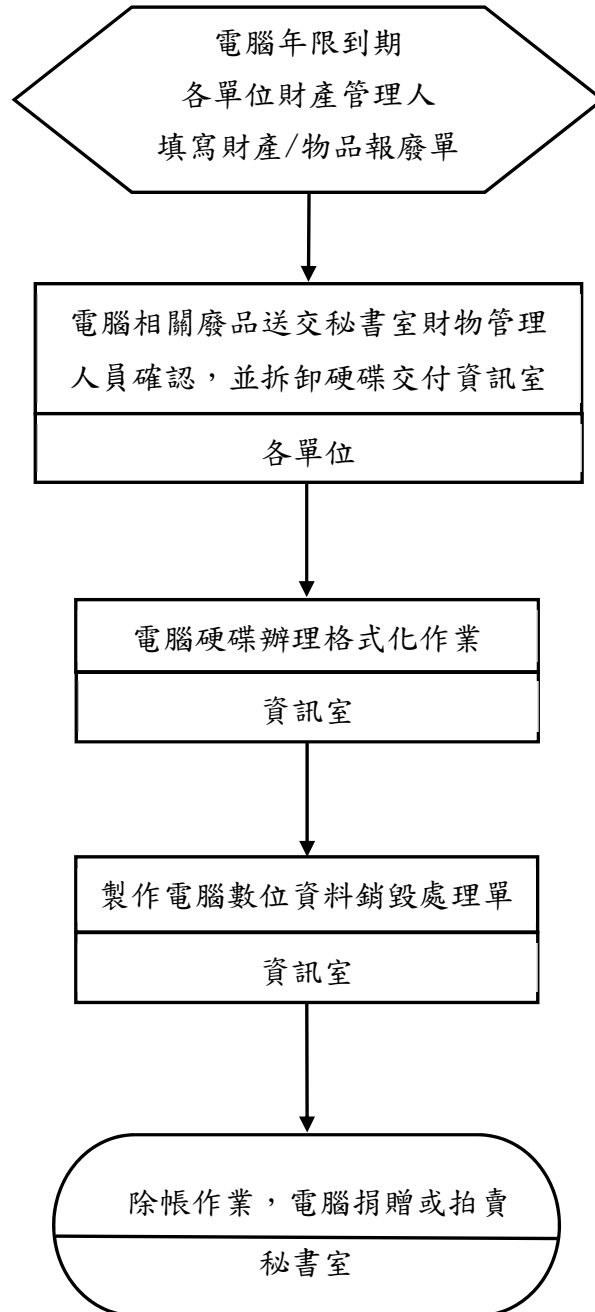 電腦年限到期
各單位財產管理人
填寫財產/物品報廢單
電腦相關廢品送交秘書室財物管理
人員確認，並拆卸硬碟交付資訊室
各單位
電腦硬碟辦理格式化作業
資訊室
製作電腦數位資料銷毀處理單
資訊室
除帳作業，電腦捐贈或拍賣
秘書室